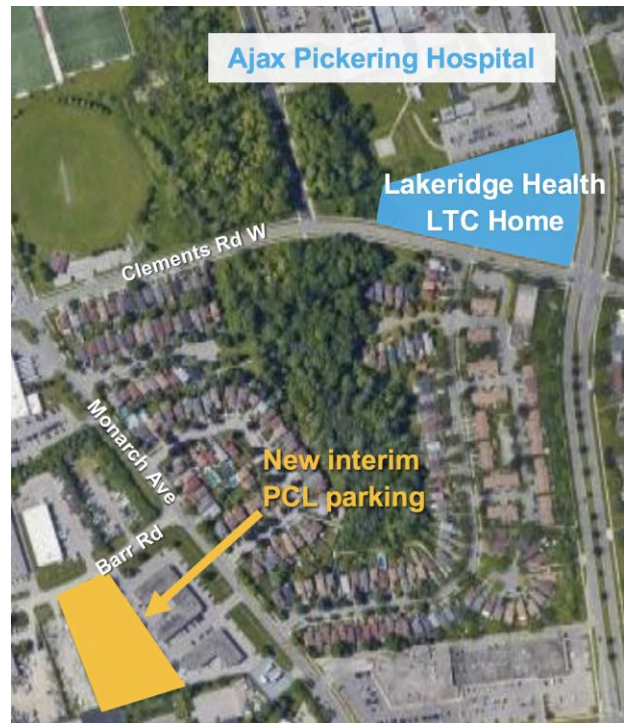 Ajax Pickering Hospital
Lakeridge Health
LTC Home
Clements Rd W
Monarch Ave
New interim
PCL parking
Barr Rd